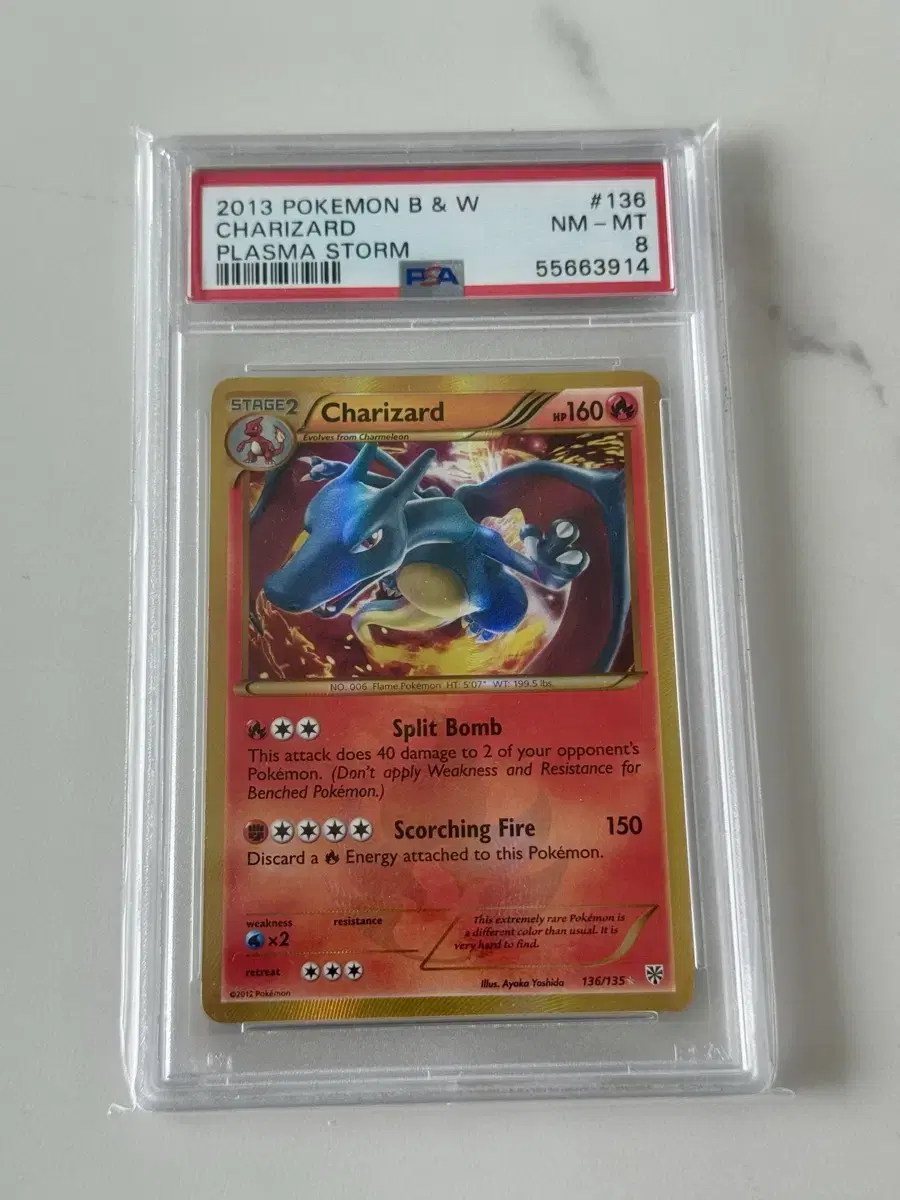 2013 POKEMON B & W #136
CHARIZARD NM - MT
PLASMA STORM 8
PSA 55663914
STAGE2 Charizard HP160
Evolves from Charmeleon
NO. 006 Flame Pokémon HT: 5'07" WT: 199.5 lbs.
Split Bomb
This attack does 40 damage to 2 of your opponent's
Pokémon. (Don't apply Weakness and Resistance for
Benched Pokémon.)
Scorching Fire 150
Discard a Energy attached to this Pokémon.
weakness resistance
×2
This extremely rare Pokémon is
a different color than usual. It is
very hard to find.
retreat
Illus. Ayaka Yoshida 136/135
©2012 Pokémon